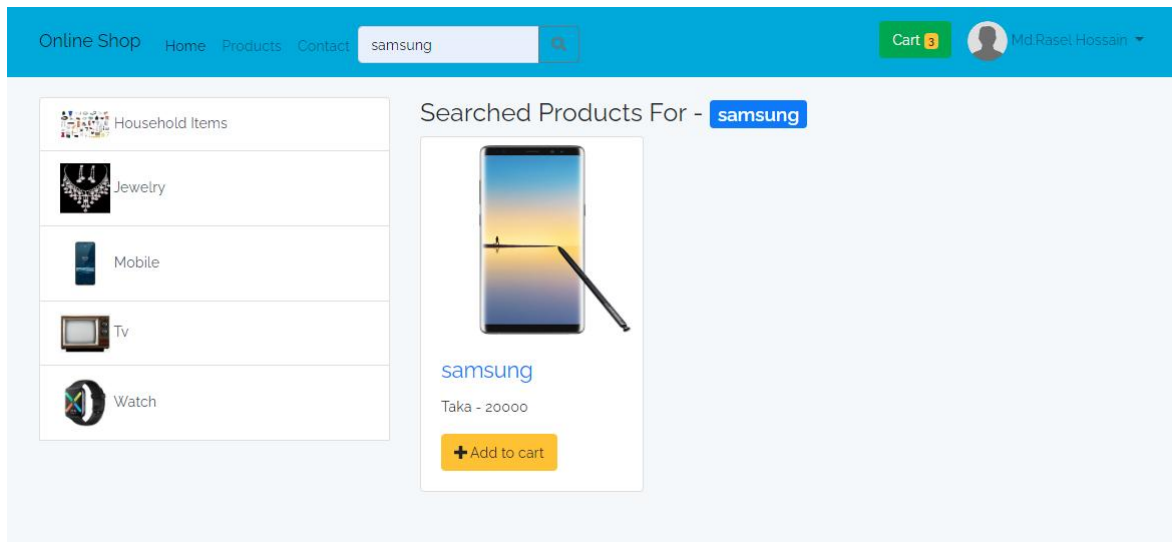 Online Shop Home Products Contact samsung Cart 3 Md.Rasel Hossain
Household Items
Jewelry
Mobile
Tv
Watch
Searched Products For - samsung
samsung
Taka - 20000
Add to cart